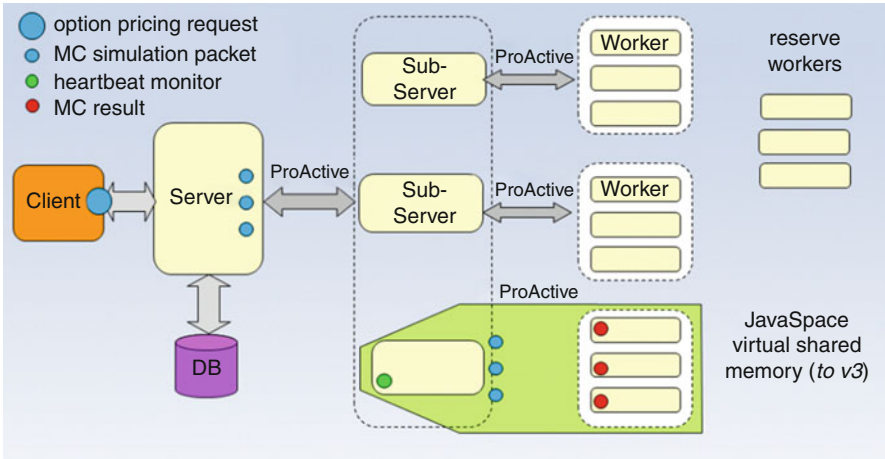 option pricing request
MC simulation packet
heartbeat monitor
MC result
Client
Server
DB
ProActive
Sub-
Server
ProActive
Worker
Sub-
Server
ProActive
Worker
ProActive
reserve
workers
JavaSpace
virtual shared
memory (to v3)